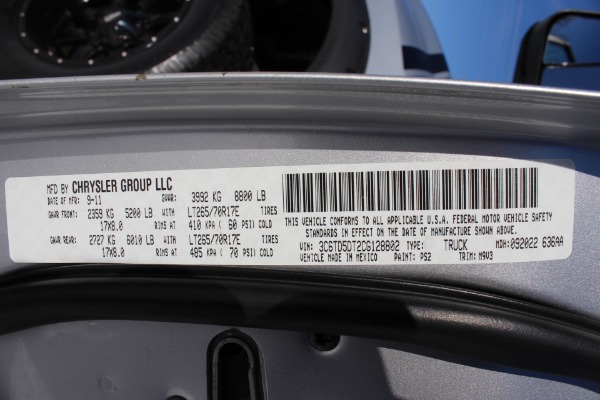 MFD BY CHRYSLER GROUP LLC
DATE OF MFR: 9-11 GVWR: 3992 KG 8800 LB
GAWR FRONT: 2359 KG 5200 LB WITH LT265/70R17E TIRES
17X8.0 RIMS AT 410 KPA ( 60 PSI) COLD
GAWR REAR: 2727 KG 6010 LB WITH LT265/70R17E TIRES
17X8.0 RIMS AT 485 KPA ( 70 PSI) COLD
THIS VEHICLE CONFORMS TO ALL APPLICABLE U.S.A. FEDERAL MOTOR VEHICLE SAFETY
STANDARDS IN EFFECT ON THE DATE OF MANUFACTURE SHOWN ABOVE.
VIN: 3C6TD5DT2CG128802 TYPE: TRUCK MDH: 092022 636AA
VEHICLE MADE IN MEXICO PAINT: PS2 TRIM: M9V3